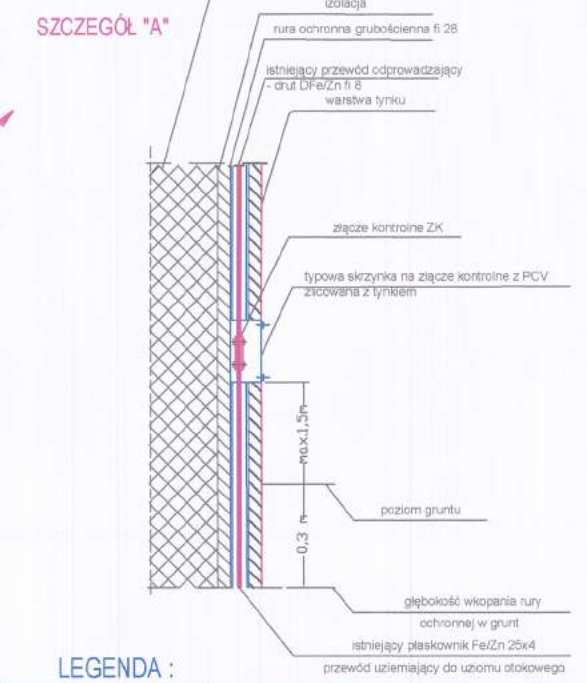 izolacja
SZCZEGÓŁ "A"
rura ochronna grubościenna fi 28
istniejący przewód odprowadzający
- drut DFe/Zn fi 8
warstwa tynku
złącze kontrolne ZK
typowa skrzynka na złącze kontrolne z PCV
zlicowana z tynkiem
max.1,5m
poziom gruntu
0,3 m
głębokość wkopania rury
ochronnej w grunt
istniejący płaskownik Fe/Zn 25x4
przewód uziemiający do uziomu otokowego
LEGENDA :